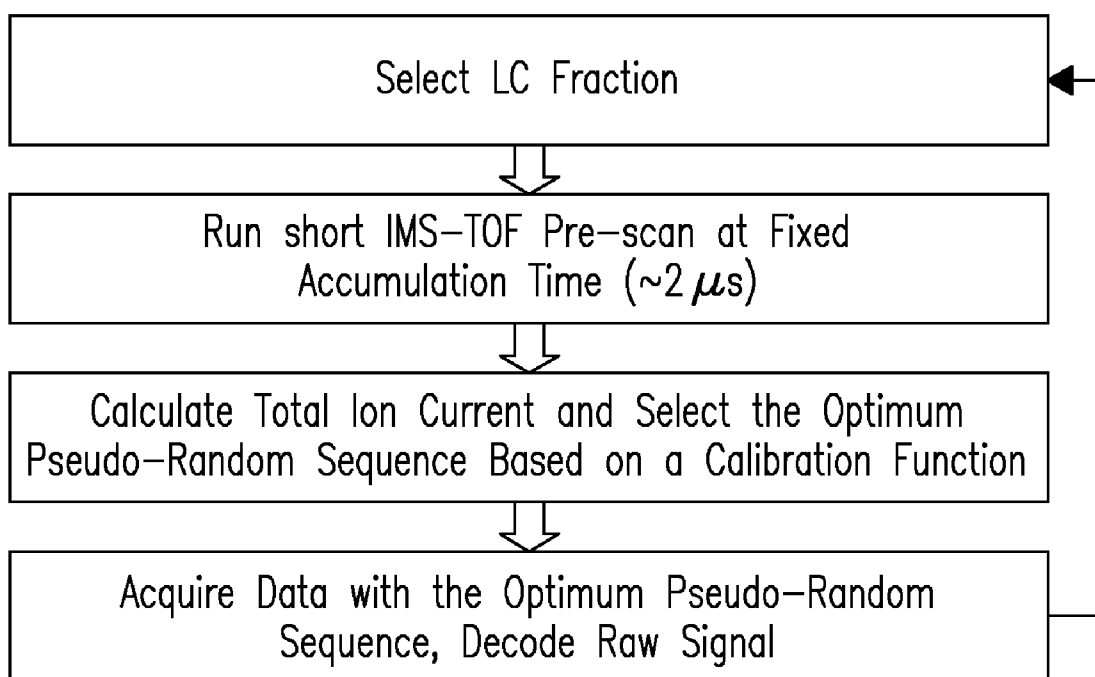 Select LC Fraction
Run short IMS-TOF Pre-scan at Fixed
Accumulation Time (~2 μs)
Calculate Total Ion Current and Select the Optimum
Pseudo-Random Sequence Based on a Calibration Function
Acquire Data with the Optimum Pseudo-Random
Sequence, Decode Raw Signal